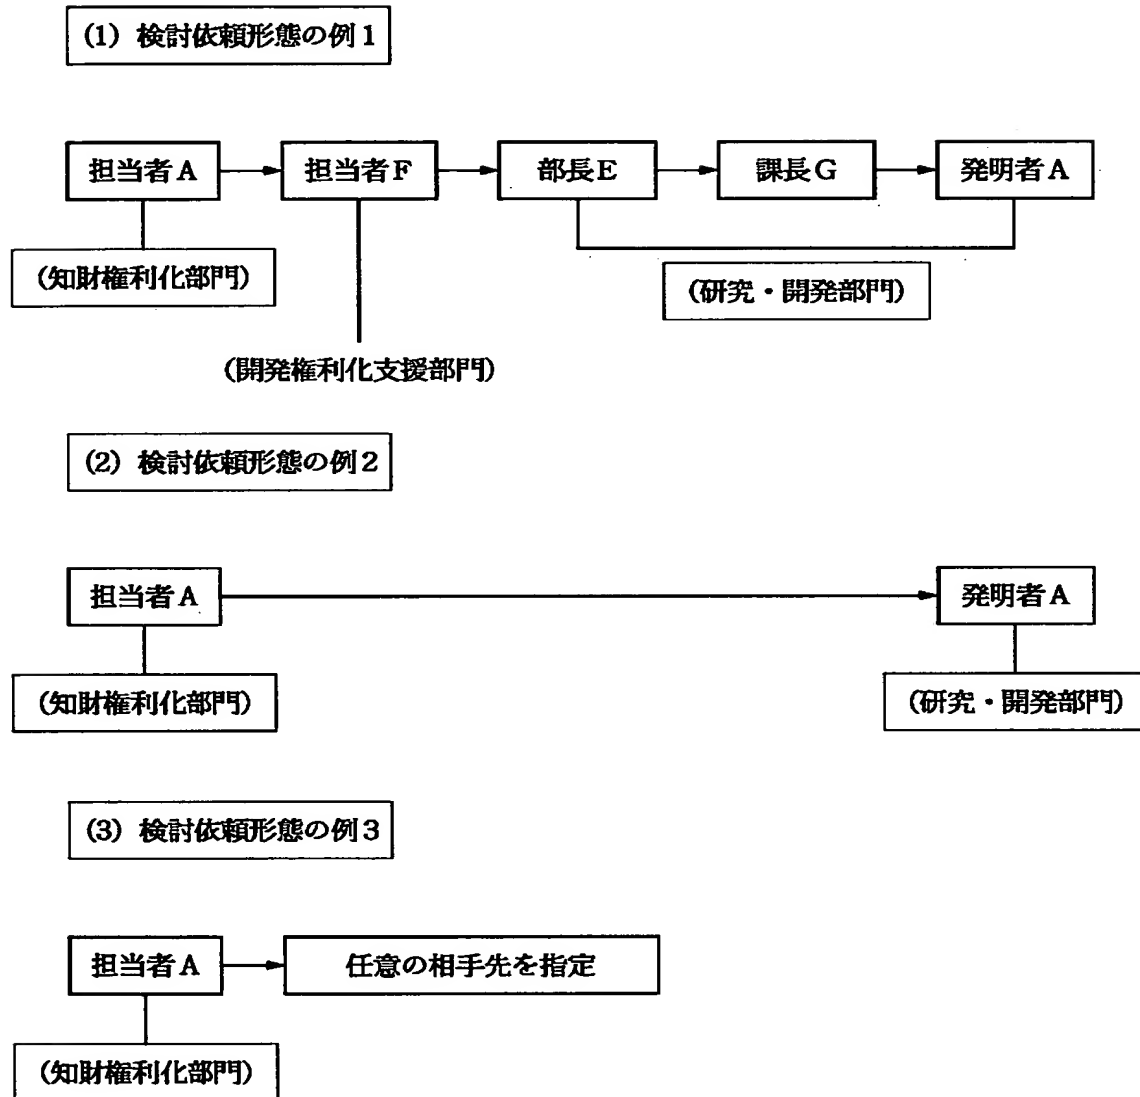 (1) 検討依頼形態の例1
担当者A
担当者F
部長E
課長G
発明者A
(知財権利化部門)
(研究・開発部門)
(開発権利化支援部門)
(2) 検討依頼形態の例2
担当者A
発明者A
(知財権利化部門)
(研究・開発部門)
(3) 検討依頼形態の例3
担当者A
任意の相手先を指定
(知財権利化部門)